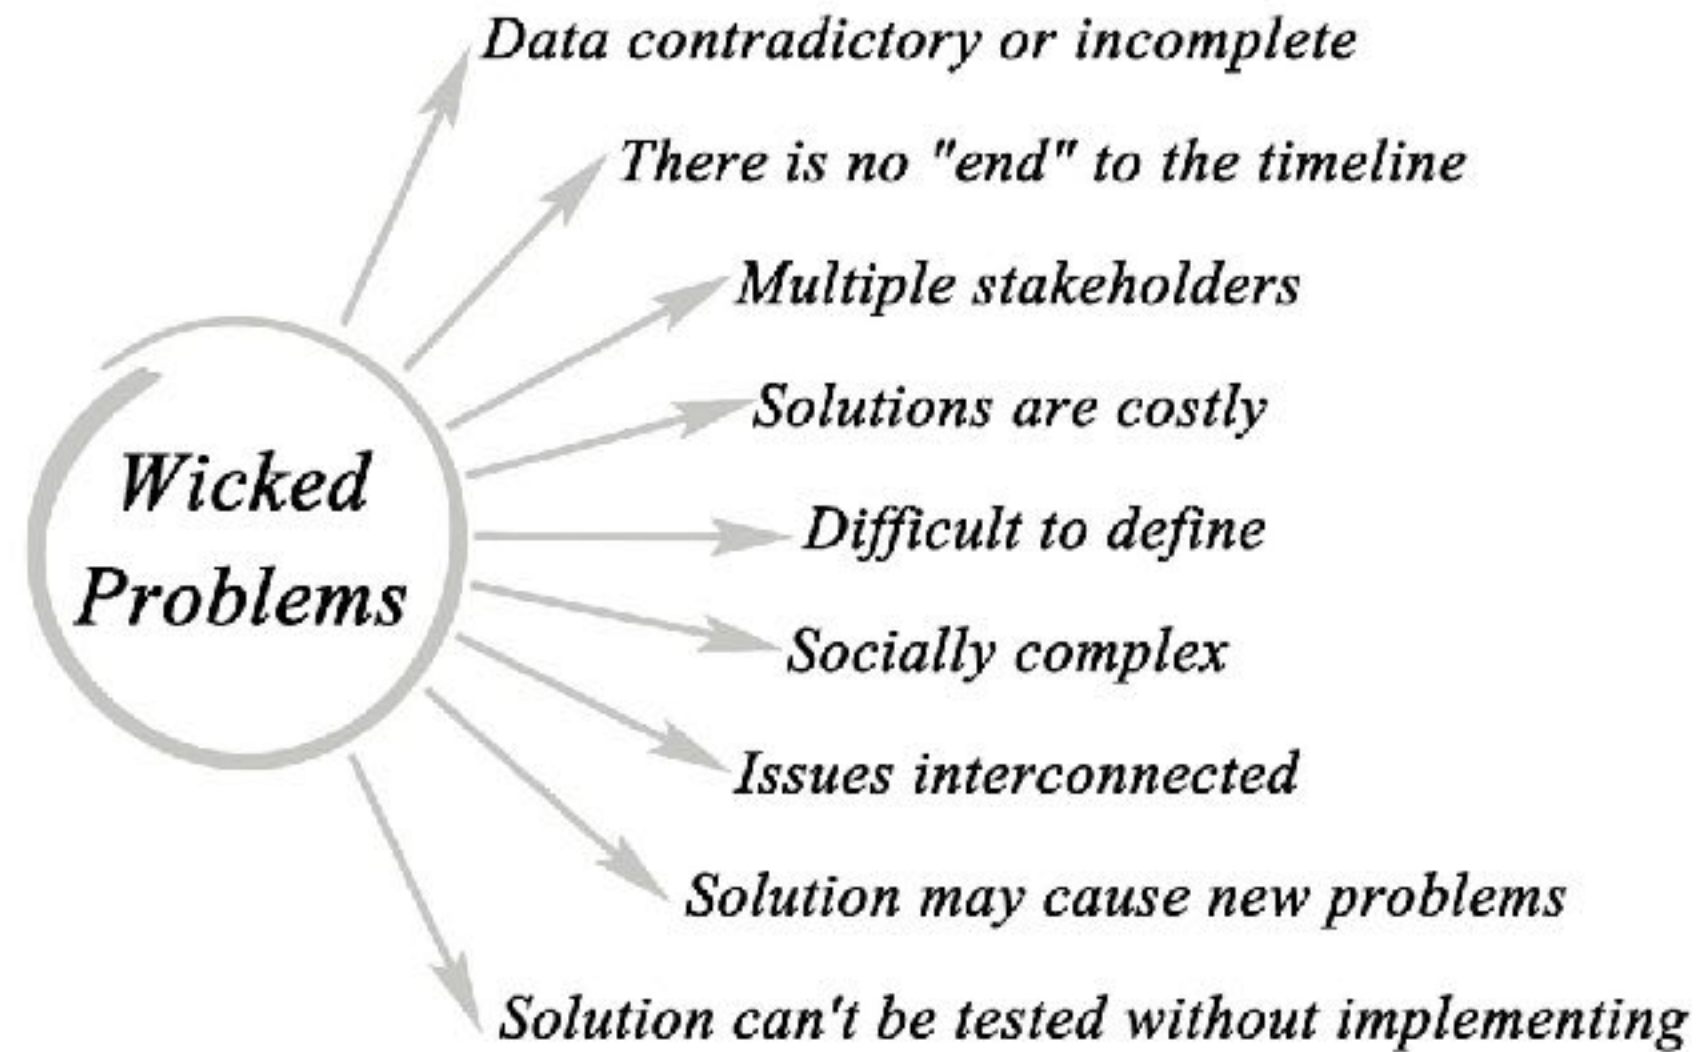 Data contradictory or incomplete
There is no "end" to the timeline
Multiple stakeholders
Solutions are costly
Wicked
Problems
Difficult to define
Socially complex
Issues interconnected
Solution may cause new problems
Solution can't be tested without implementing